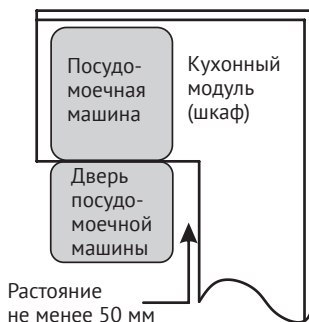 Посудо-
моечная
машина
Кухонный
модуль
(шкаф)
Дверь
посудо-
моечной
машины
Растояние
не менее 50 мм